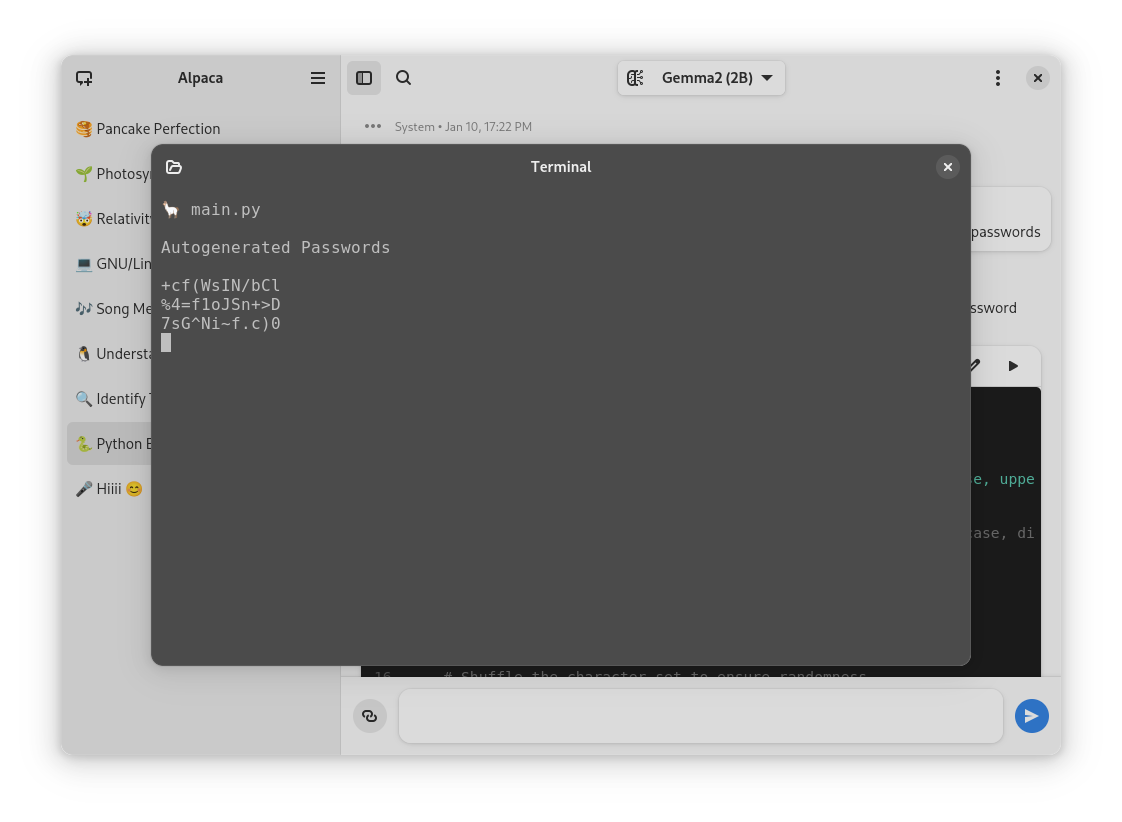 Alpaca
Gemma2 (2B)
🥞 Pancake Perfection
System • Jan 10, 17:22 PM
🌱 Photosy
🤯 Relativit
💻 GNU/Lin
🎶 Song Me
🐧 Understa
🔍 Identify
🐍 Python
🎤 Hiiii 😊
Terminal
🦙 main.py
Autogenerated Passwords
+cf(WsIN/bCl
%4=f1oJSn+>D
7sG^Ni~f.c)0
passwords
ssword
se, uppe
case, di
16 # Shuffle the character set to ensure randomness